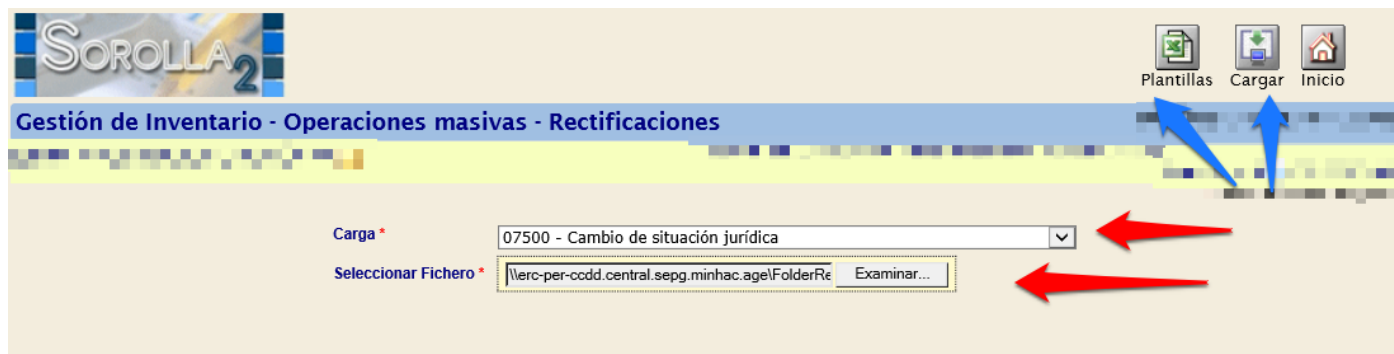 SOROLLA2
Plantillas Cargar Inicio
Gestión de Inventario - Operaciones masivas - Rectificaciones
Carga * 07500 - Cambio de situación jurídica
Seleccionar Fichero * \\erc-per-ccdd.central.sepg.minhac.age\FolderRe Examinar...